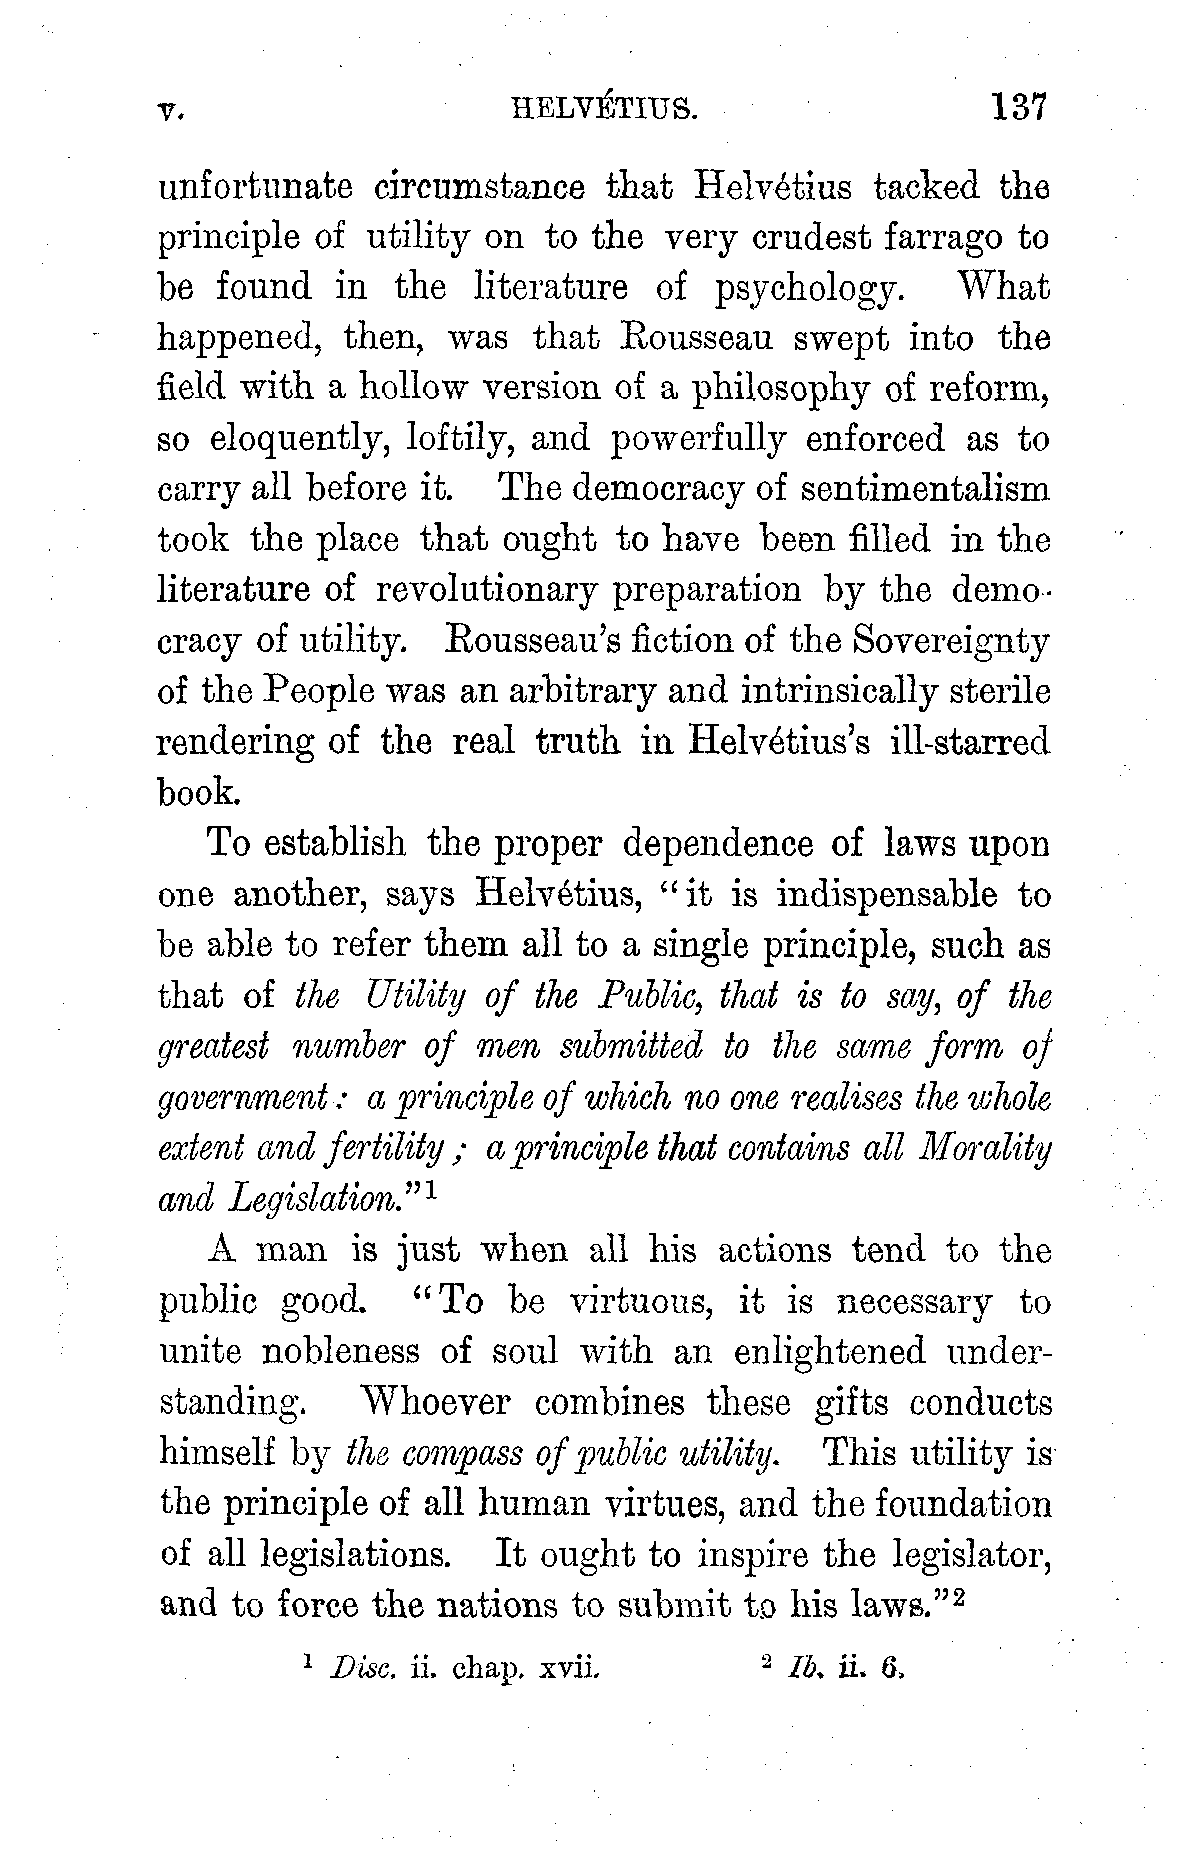 v. HELVÉTIUS. 137
unfortunate circumstance that Helvétius tacked the
principle of utility on to the very crudest farrago to
be found in the literature of psychology. What
happened, then, was that Rousseau swept into the
field with a hollow version of a philosophy of reform,
so eloquently, loftily, and powerfully enforced as to
carry all before it. The democracy of sentimentalism
took the place that ought to have been filled in the
literature of revolutionary preparation by the demo-
cracy of utility. Rousseau's fiction of the Sovereignty
of the People was an arbitrary and intrinsically sterile
rendering of the real truth in Helvétius's ill-starred
book.
To establish the proper dependence of laws upon
one another, says Helvétius, "it is indispensable to
be able to refer them all to a single principle, such as
that of the Utility of the Public, that is to say, of the
greatest number of men submitted to the same form of
government: a principle of which no one realises the whole
extent and fertility; a principle that contains all Morality
and Legislation."¹
A man is just when all his actions tend to the
public good. "To be virtuous, it is necessary to
unite nobleness of soul with an enlightened under-
standing. Whoever combines these gifts conducts
himself by the compass of public utility. This utility is
the principle of all human virtues, and the foundation
of all legislations. It ought to inspire the legislator,
and to force the nations to submit to his laws."²
¹ Disc. ii. chap. xvii. ² Ib. ii. 6.